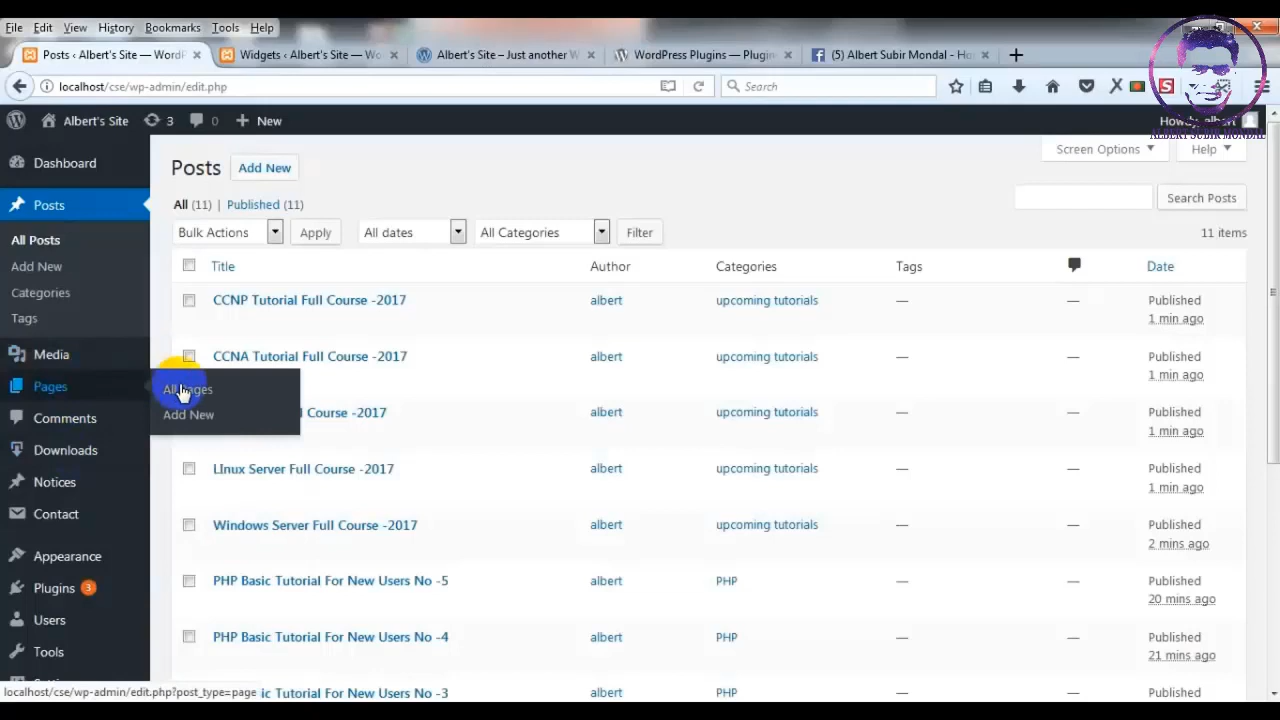 File Edit View History Bookmarks Tools Help
Posts ‹ Albert's Site — WordP
Widgets ‹ Albert's Site — Wo
Albert's Site – Just another W
WordPress Plugins — Plugin
(5) Albert Subir Mondal - Ho
localhost/cse/wp-admin/edit.php
Search
Albert's Site 3 0 New
Howdy, albert
ALBERT SUBIR MONDAL
Dashboard
Posts
All Posts
Add New
Categories
Tags
Media
Pages
All Pages
Add New
Comments
Downloads
Notices
Contact
Appearance
Plugins 3
Users
Tools
Screen Options Help
Posts Add New
All (11) | Published (11)
Search Posts
Bulk Actions Apply All dates All Categories Filter
11 items
Title Author Categories Tags Date
CCNP Tutorial Full Course -2017 albert upcoming tutorials — — Published
1 min ago
CCNA Tutorial Full Course -2017 albert upcoming tutorials — — Published
1 min ago
l Course -2017 albert upcoming tutorials — — Published
1 min ago
LInux Server Full Course -2017 albert upcoming tutorials — — Published
1 min ago
Windows Server Full Course -2017 albert upcoming tutorials — — Published
2 mins ago
PHP Basic Tutorial For New Users No -5 albert PHP — — Published
20 mins ago
PHP Basic Tutorial For New Users No -4 albert PHP — — Published
21 mins ago
ic Tutorial For New Users No -3 albert PHP — — Published
localhost/cse/wp-admin/edit.php?post_type=page